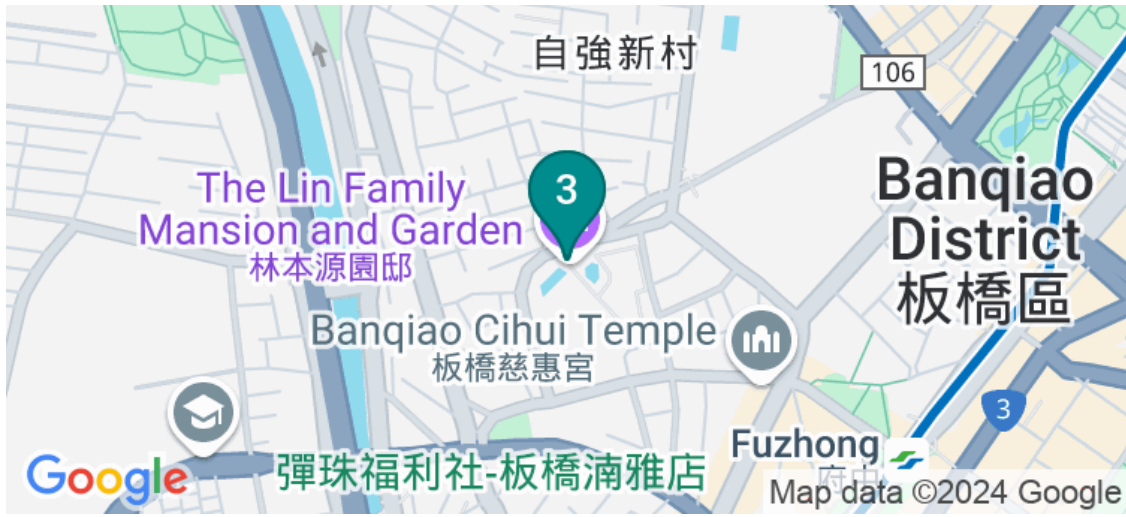 自強新村
106
The Lin Family
Mansion and Garden
林本源園邸
3
Banqiao
District
板橋區
Banqiao Cihui Temple
板橋慈惠宮
3
Fuzhong
府中
彈珠福利社-板橋湳雅店
Google
Map data ©2024 Google